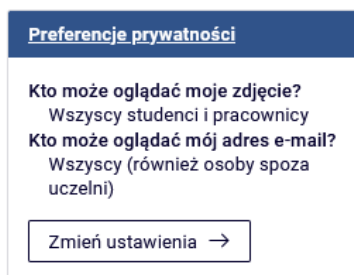 Preferencje prywatności
Kto może oglądać moje zdjęcie?
Wszyscy studenci i pracownicy
Kto może oglądać mój adres e-mail?
Wszyscy (również osoby spoza
uczelni)
Zmień ustawienia →